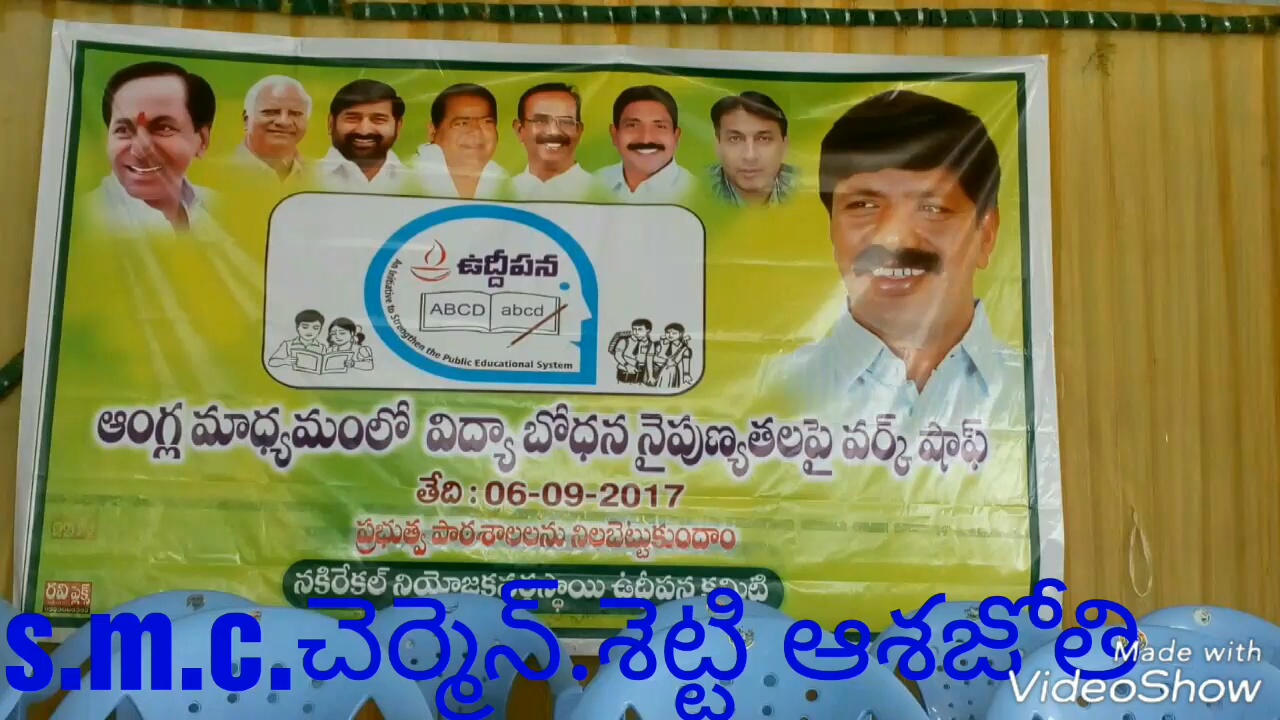 ఉద్దీపన
ABCD abcd
An Initiative to Strengthen the Public Educational System
ఆంగ్ల మాధ్యమంలో విద్యా బోధన నైపుణ్యతలపై వర్క్ షాఫ్
తేది : 06-09-2017
ప్రభుత్వ పాఠశాలలను నిలబెట్టుకుందాం
నకిరేకల్ నియోజకవర్గస్థాయి ఉద్దీపన కమిటి
రవి ఫ్లెక్స్
s.m.c.చెర్మైన్.శెట్టి ఆశజ్యోతి
Made with
VideoShow